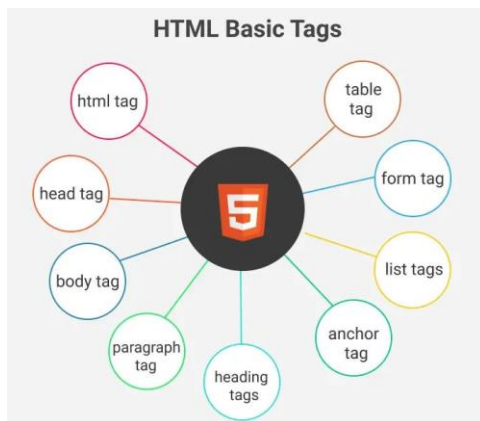 HTML Basic Tags
html tag
table
tag
head tag
form tag
body tag
list tags
paragraph
tag
anchor
tag
heading
tags
5